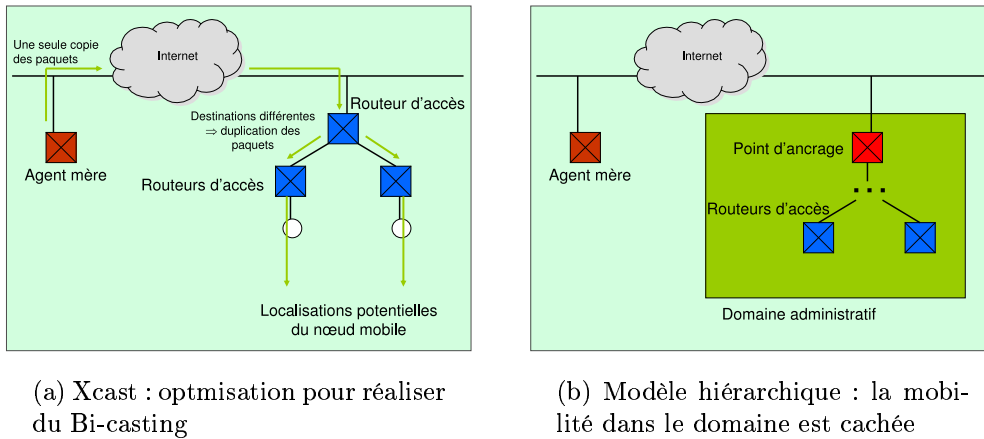 Une seule copie
des paquets
Internet
Destinations différentes
⇒ duplication des
paquets
Routeur d'accès
Agent mère
Routeurs d'accès
Localisations potentielles
du nœud mobile
(a) Xcast : optmisation pour réaliser
du Bi-casting
Internet
Agent mère
Point d'ancrage
Routeurs d'accès
Domaine administratif
(b) Modèle hiérarchique : la mobi-
lité dans le domaine est cachée